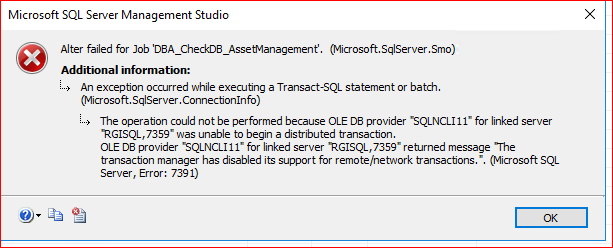 Microsoft SQL Server Management Studio
Alter failed for Job 'DBA_CheckDB_AssetManagement'. (Microsoft.SqlServer.Smo)
Additional information:
An exception occurred while executing a Transact-SQL statement or batch.
(Microsoft.SqlServer.ConnectionInfo)
The operation could not be performed because OLE DB provider "SQLNCLI11" for linked server
"RGISQL,7359" was unable to begin a distributed transaction.
OLE DB provider "SQLNCLI11" for linked server "RGISQL,7359" returned message "The
transaction manager has disabled its support for remote/network transactions.". (Microsoft SQL
Server, Error: 7391)
OK